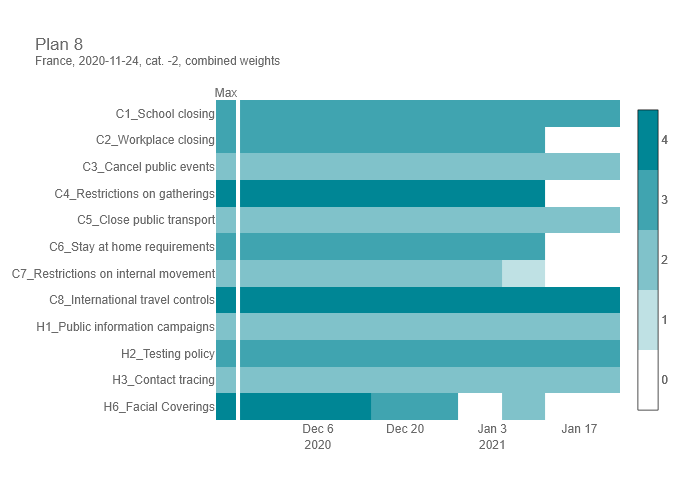 Plan 8
France, 2020-11-24, cat. -2, combined weights
Max
C1_School closing
C2_Workplace closing
C3_Cancel public events
C4_Restrictions on gatherings
C5_Close public transport
C6_Stay at home requirements
C7_Restrictions on internal movement
C8_International travel controls
H1_Public information campaigns
H2_Testing policy
H3_Contact tracing
H6_Facial Coverings
Dec 6 Dec 20 Jan 3 Jan 17
2020 2021
4
3
2
1
0